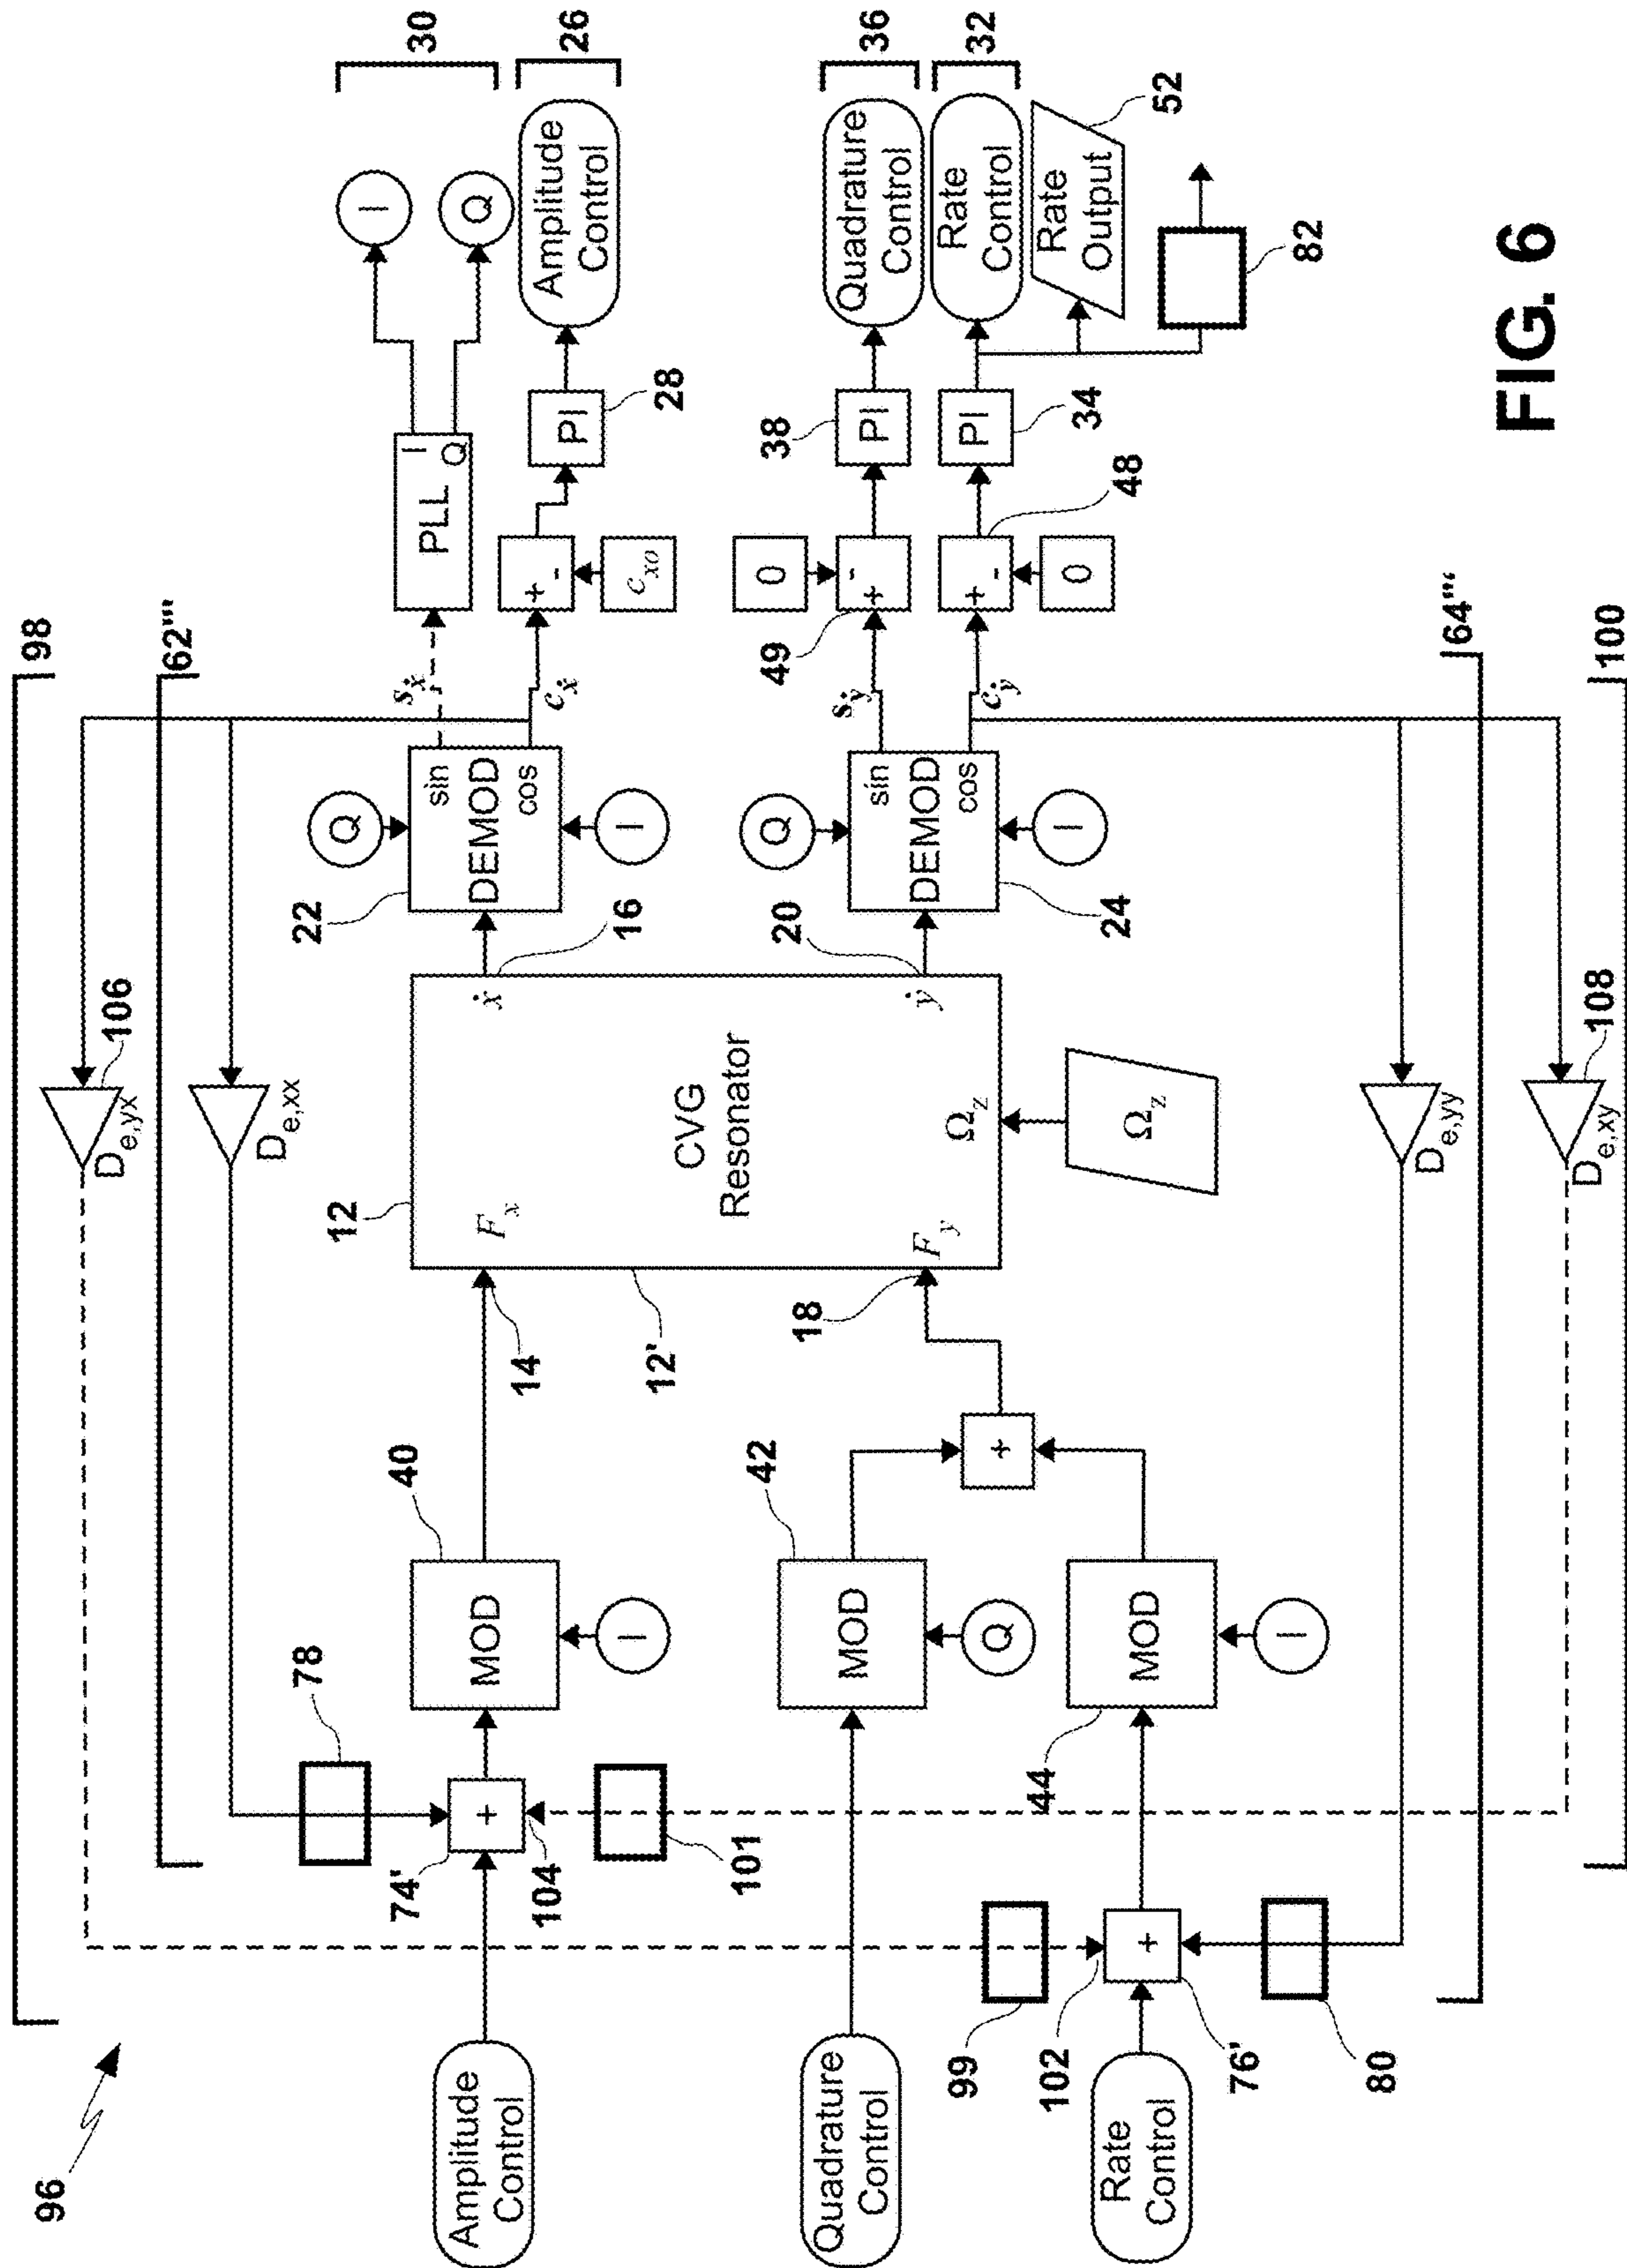 96
98
62'''
106
D_e,yx
D_e,xx
78
74'
+
104
101
Amplitude
Control
40
MOD
I
14
F_x
12
12'
CVG
Resonator
ẋ
16
22
Q
DEMOD
sin
cos
I
s_ẋ
c_ẋ
PLL
I
Q
I
Q
30
+
-
c_xo
PI
28
Amplitude
Control
26
Quadrature
Control
42
MOD
Q
+
18
F_y
Ω_z
Ω_z
ẏ
20
24
Q
DEMOD
sin
cos
I
s_ẏ
c_ẏ
0
-
+
49
38
PI
Quadrature
Control
36
+
-
48
0
PI
34
Rate
Control
32
Rate
Output
52
82
99
102
Rate
Control
+
76'
80
44
MOD
I
D_e,yy
64'''
108
D_e,xy
100
FIG. 6